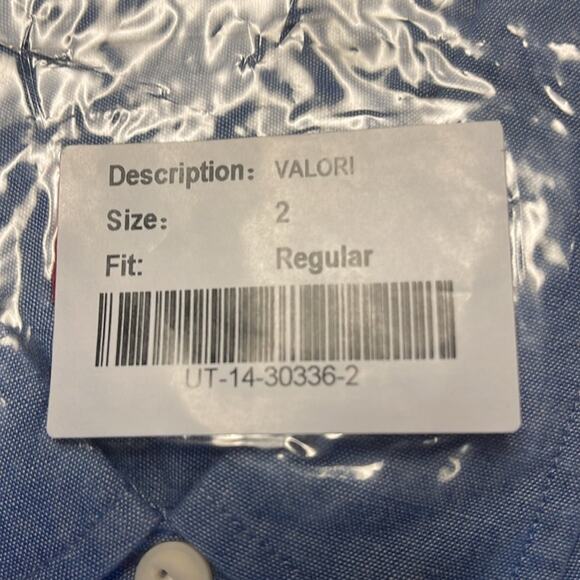 Description: VALORI
Size: 2
Fit: Regular
UT-14-30336-2